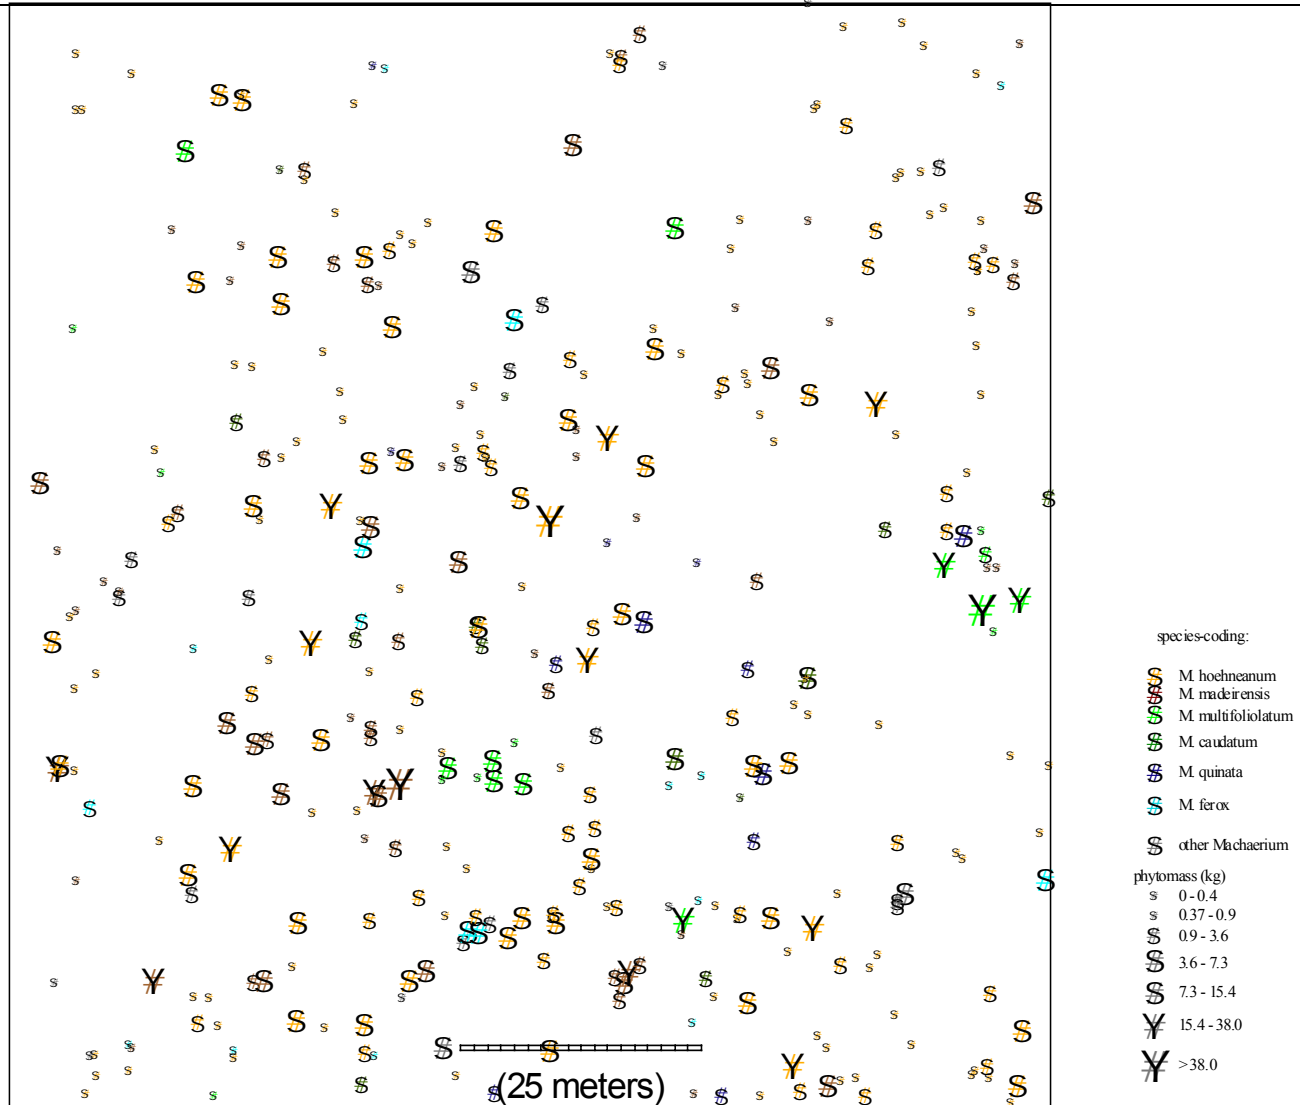 species-coding:
M. hoehneanum
M. madeirensis
M. multifoliolatum
M. caudatum
M. quinata
M. ferox
other Machaerium
phytomass (kg)
0 - 0.4
0.37 - 0.9
0.9 - 3.6
3.6 - 7.3
7.3 - 15.4
15.4 - 38.0
>38.0
(25 meters)